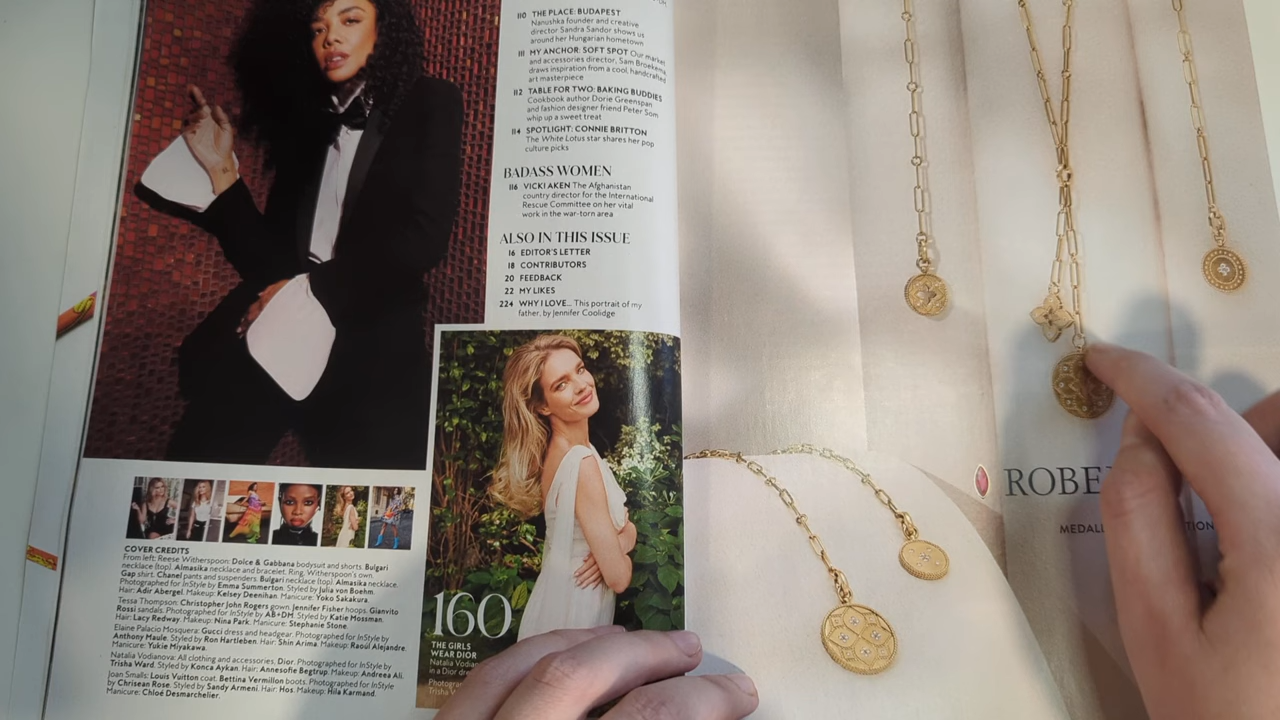 110 THE PLACE: BUDAPEST
Nanushka founder and creative
director Sandra Sandor shows us
around her Hungarian hometown
111 MY ANCHOR: SOFT SPOT Our market
and accessories director, Sam Broekema,
draws inspiration from a cool, handcrafted
art masterpiece
112 TABLE FOR TWO: BAKING BUDDIES
Cookbook author Dorie Greenspan
and fashion designer friend Peter Som
whip up a sweet treat
114 SPOTLIGHT: CONNIE BRITTON
The White Lotus star shares her pop
culture picks
BADASS WOMEN
116 VICKI AKEN The Afghanistan
country director for the International
Rescue Committee on her vital
work in the war-torn area
ALSO IN THIS ISSUE
16 EDITOR'S LETTER
18 CONTRIBUTORS
20 FEEDBACK
22 MY LIKES
224 WHY I LOVE... This portrait of my
father, by Jennifer Coolidge
COVER CREDITS
From left: Reese Witherspoon: Dolce & Gabbana bodysuit and shorts. Bulgari
necklace (top). Almasika necklace and bracelet. Ring, Witherspoon's own.
Gap shirt. Chanel pants and suspenders. Bulgari necklace (top). Almasika necklace.
Photographed for InStyle by Emma Summerton. Styled by Julia von Boehm.
Hair: Adir Abergel. Makeup: Kelsey Deenihan. Manicure: Yoko Sakakura.
Tessa Thompson: Christopher John Rogers gown. Jennifer Fisher hoops. Gianvito
Rossi sandals. Photographed for InStyle by AB+DM. Styled by Katie Mossman.
Hair: Lacy Redway. Makeup: Nina Park. Manicure: Stephanie Stone.
Elaine Palacio Mosquera: Gucci dress and headgear. Photographed for InStyle by
Anthony Maule. Styled by Ron Hartleben. Hair: Shin Arima. Makeup: Raoul Alejandre.
Manicure: Yukie Miyakawa.
Natalia Vodianova: All clothing and accessories, Dior. Photographed for InStyle by
Trisha Ward. Styled by Konca Aykan. Hair: Annesofie Begtrup. Makeup: Andreea Ali.
Joan Smalls: Louis Vuitton coat. Bettina Vermillon boots. Photographed for InStyle
by Chrisean Rose. Styled by Sandy Armeni. Hair: Hos. Makeup: Hila Karmand.
Manicure: Chloé Desmarchelier.
160
THE GIRLS
WEAR DIOR
Natalia
in a Dior
Trisha
ROBE
MEDALL